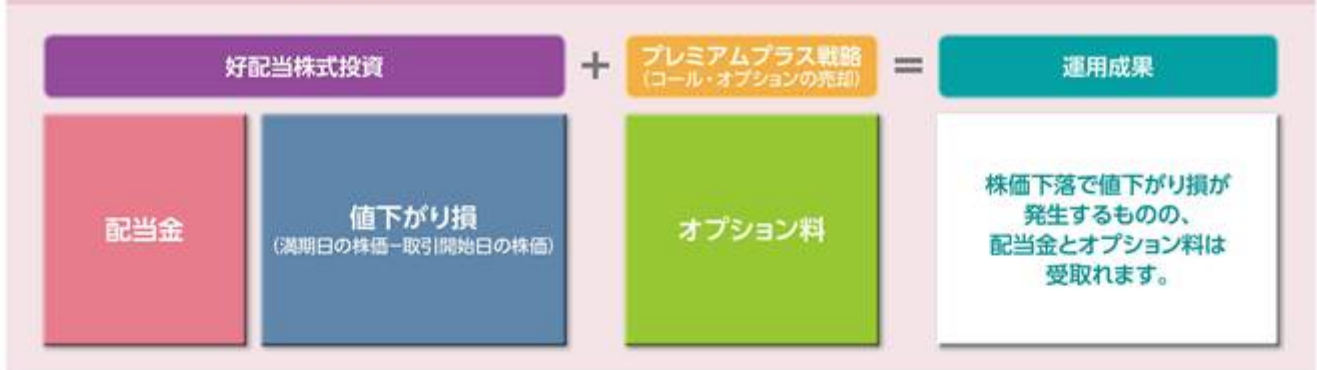 好配当株式投資
+
プレミアムプラス戦略
(コール・オプションの売却)
=
運用成果
配当金
値下がり損
(満期日の株価−取引開始日の株価)
オプション料
株価下落で値下がり損が
発生するものの、
配当金とオプション料は
受取れます。